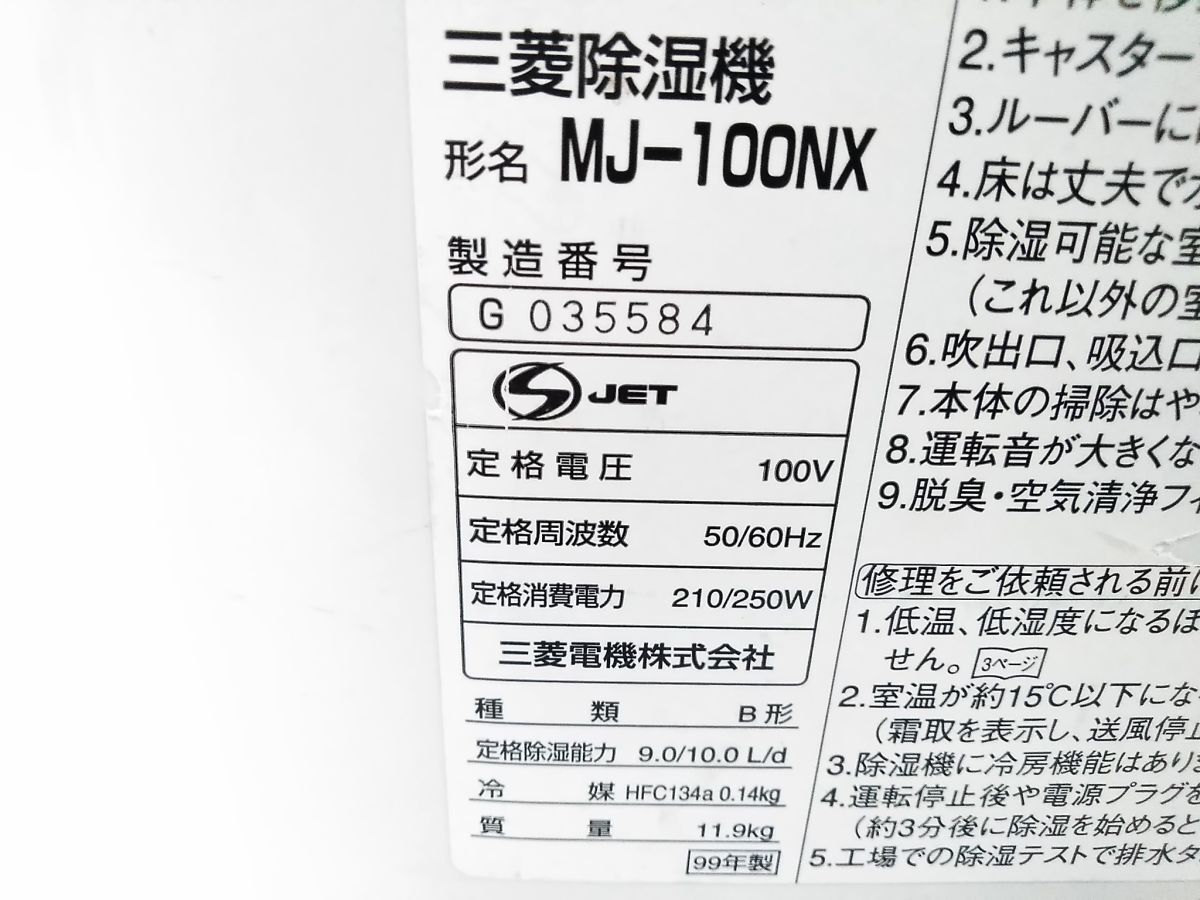 三菱除湿機
形名 MJ-100NX
製造番号
G 035584
S JET
定格電圧 100V
定格周波数 50/60Hz
定格消費電力 210/250W
三菱電機株式会社
種類 B形
定格除湿能力 9.0/10.0 L/d
冷媒 HFC134a 0.14kg
質量 11.9kg
99年製
2.キャスター
3.ルーバーに
4.床は丈夫で
5.除湿可能な室
(これ以外の室
6.吹出口、吸込口
7.本体の掃除はや
8.運転音が大きくな
9.脱臭・空気清浄フィ
修理をご依頼される前に
1.低温、低湿度になるほ
せん。 3ページ
2.室温が約15℃以下にな
(霜取を表示し、送風停止
3.除湿機に冷房機能はあり
4.運転停止後や電源プラグを
(約3分後に除湿を始めると
5.工場での除湿テストで排水タ